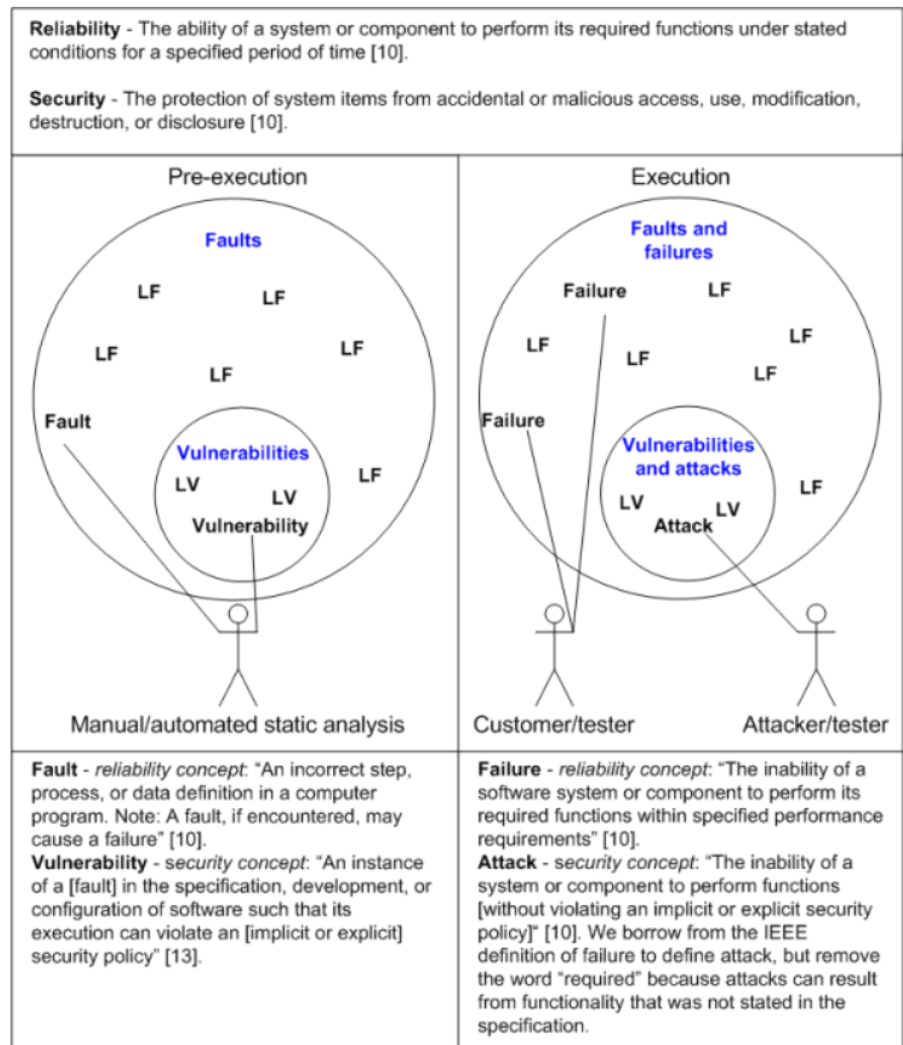 Reliability - The ability of a system or component to perform its required functions under stated
conditions for a specified period of time [10].
Security - The protection of system items from accidental or malicious access, use, modification,
destruction, or disclosure [10].
Pre-execution
Faults
LF
LF
LF
LF
LF
Fault
Vulnerabilities
LF
LV
LV
Vulnerability
Manual/automated static analysis
Execution
Faults and
failures
Failure
LF
LF
LF
LF
LF
Failure
Vulnerabilities
and attacks
LF
LV
LV
Attack
Customer/tester
Attacker/tester
Fault - reliability concept: “An incorrect step,
process, or data definition in a computer
program. Note: A fault, if encountered, may
cause a failure” [10].
Vulnerability - security concept: “An instance
of a [fault] in the specification, development, or
configuration of software such that its
execution can violate an [implicit or explicit]
security policy” [13].
Failure - reliability concept: “The inability of a
software system or component to perform its
required functions within specified performance
requirements” [10].
Attack - security concept: “The inability of a
system or component to perform functions
[without violating an implicit or explicit security
policy]“ [10]. We borrow from the IEEE
definition of failure to define attack, but remove
the word “required” because attacks can result
from functionality that was not stated in the
specification.